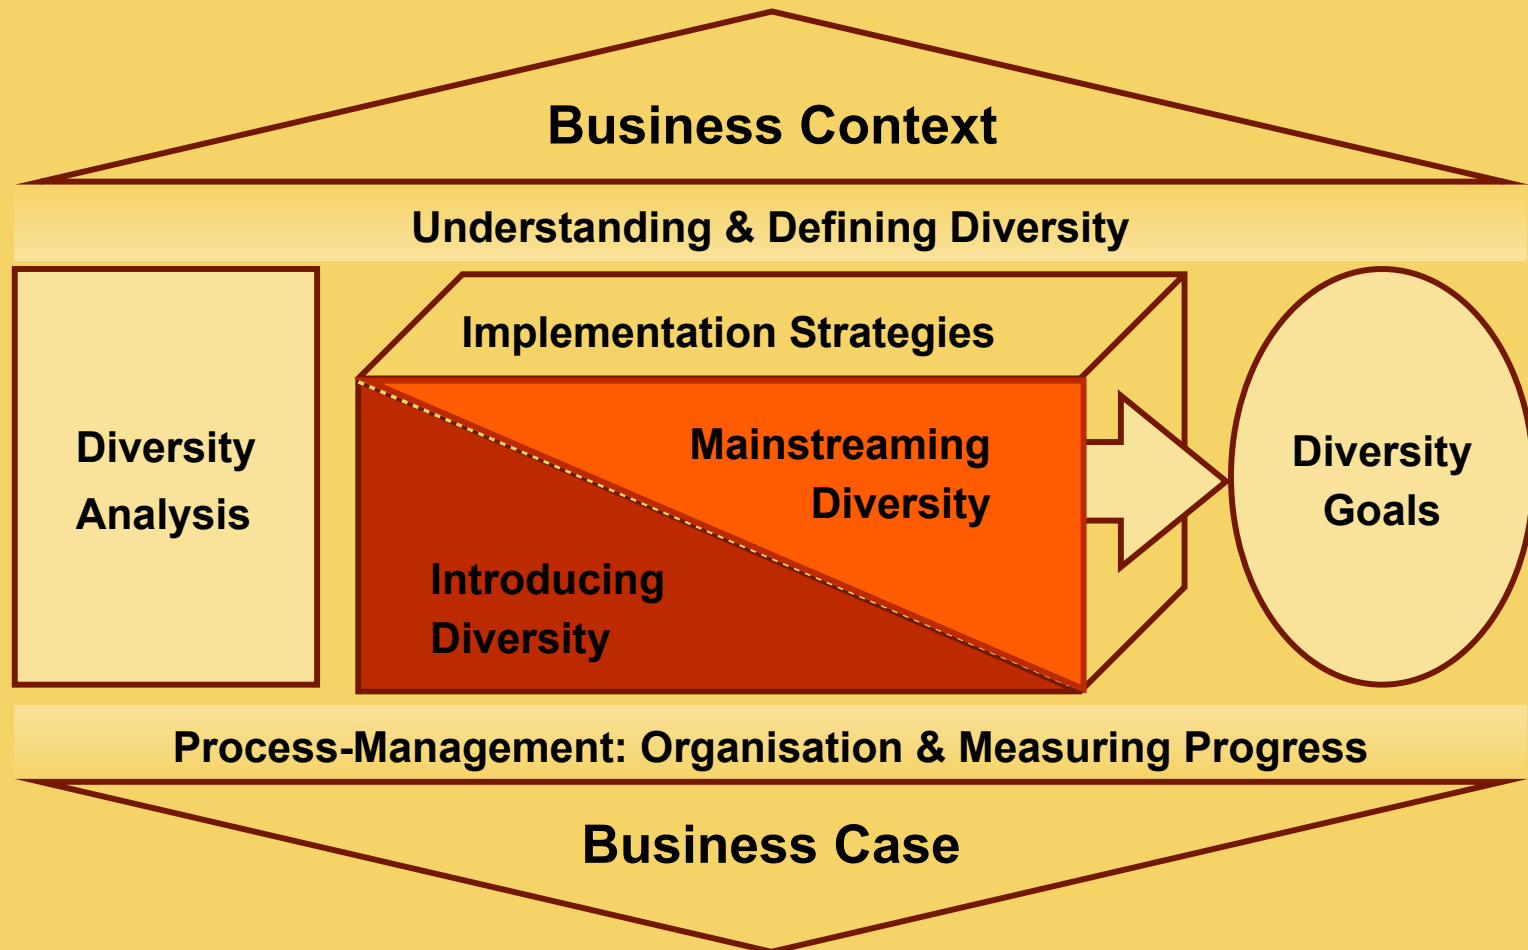 Business Context
Understanding & Defining Diversity
Implementation Strategies
Diversity
Analysis
Mainstreaming
Diversity
Introducing
Diversity
Diversity
Goals
Process-Management: Organisation & Measuring Progress
Business Case